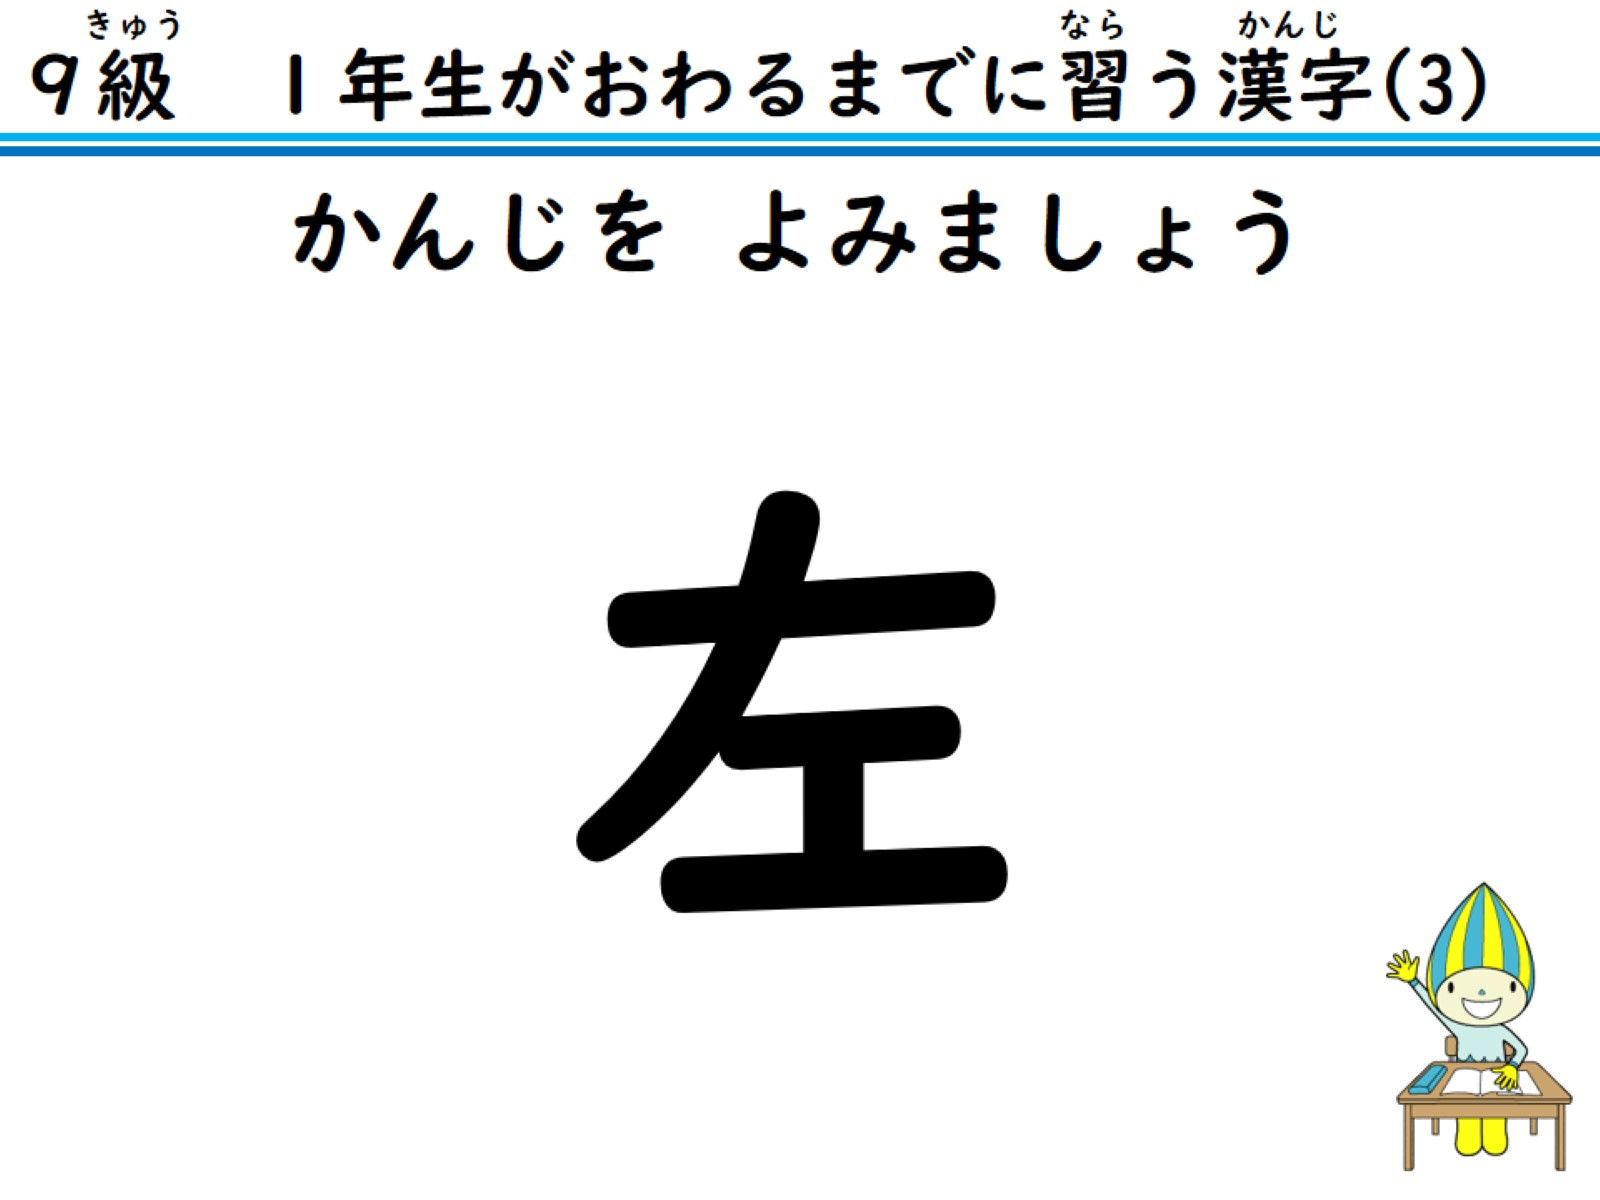 きゅう なら かんじ
9級 1年生がおわるまでに習う漢字(3)
かんじを よみましょう
左